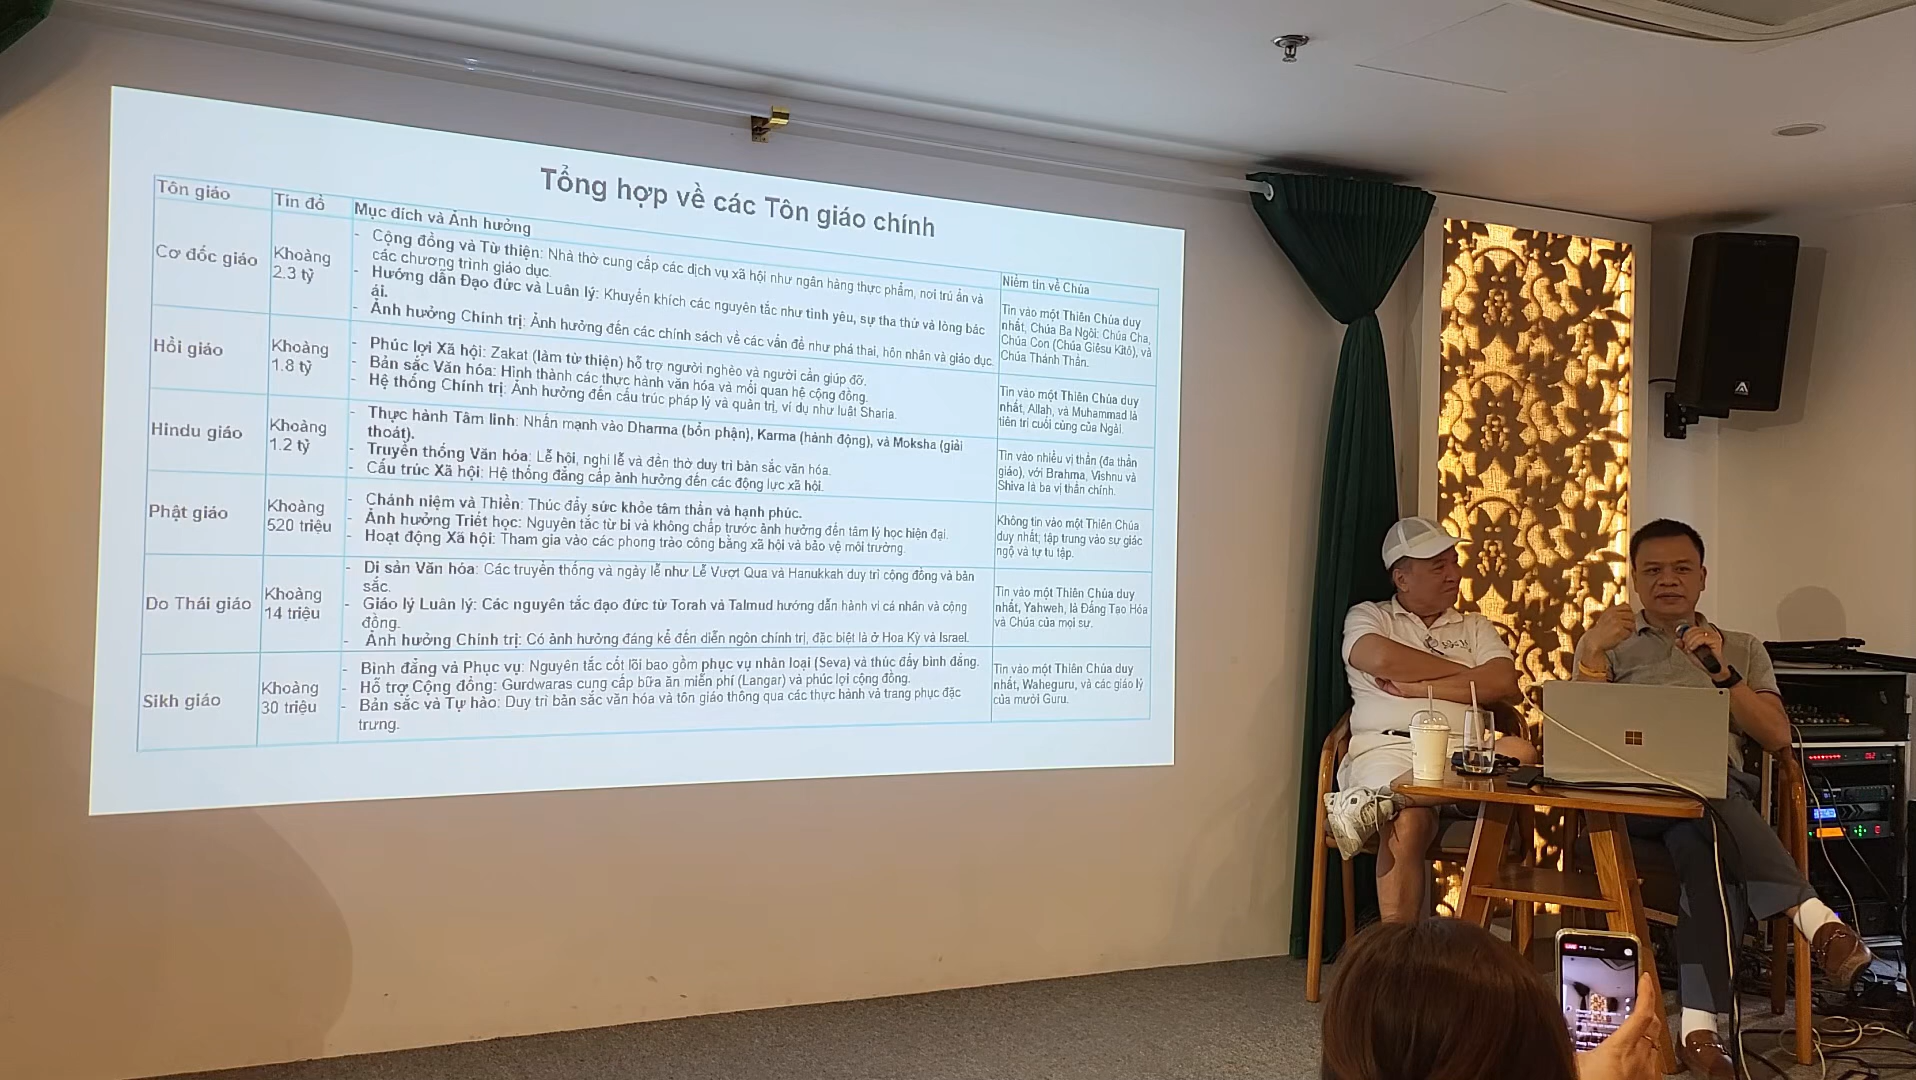 Tổng hợp về các Tôn giáo chính
Tôn giáo
Tín đồ
Mục đích và Ảnh hưởng
Niềm tin về Chúa
Cơ đốc giáo
Khoảng
2.3 tỷ
- Cộng đồng và Từ thiện: Nhà thờ cung cấp các dịch vụ xã hội như ngân hàng thực phẩm, nơi trú ẩn và
các chương trình giáo dục.
- Hướng dẫn Đạo đức và Luân lý: Khuyến khích các nguyên tắc như tình yêu, sự tha thứ và lòng bác
ái.
- Ảnh hưởng Chính trị: Ảnh hưởng đến các chính sách về các vấn đề như phá thai, hôn nhân và giáo dục.
Tin vào một Thiên Chúa duy
nhất, Chúa Ba Ngôi: Chúa Cha,
Chúa Con (Chúa Giêsu Kitô), và
Chúa Thánh Thần.
Hồi giáo
Khoảng
1.8 tỷ
- Phúc lợi Xã hội: Zakat (làm từ thiện) hỗ trợ người nghèo và người cần giúp đỡ.
- Bản sắc Văn hóa: Hình thành các thực hành văn hóa và mối quan hệ cộng đồng.
- Hệ thống Chính trị: Ảnh hưởng đến cấu trúc pháp lý và quản trị, ví dụ như luật Sharia.
Tin vào một Thiên Chúa duy
nhất, Allah, và Muhammad là
tiên tri cuối cùng của Ngài.
Hindu giáo
Khoảng
1.2 tỷ
- Thực hành Tâm linh: Nhấn mạnh vào Dharma (bổn phận), Karma (hành động), và Moksha (giải
thoát).
- Truyền thống Văn hóa: Lễ hội, nghi lễ và đền thờ duy trì bản sắc văn hóa.
- Cấu trúc Xã hội: Hệ thống đẳng cấp ảnh hưởng đến các động lực xã hội.
Tin vào nhiều vị thần (đa thần
giáo), với Brahma, Vishnu và
Shiva là ba vị thần chính.
Phật giáo
Khoảng
520 triệu
- Chánh niệm và Thiền: Thúc đẩy sức khỏe tâm thần và hạnh phúc.
- Ảnh hưởng Triết học: Nguyên tắc từ bi và không chấp trước ảnh hưởng đến tâm lý học hiện đại.
- Hoạt động Xã hội: Tham gia vào các phong trào công bằng xã hội và bảo vệ môi trường.
Không tin vào một Thiên Chúa
duy nhất; tập trung vào sự giác
ngộ và tự tu tập.
Do Thái giáo
Khoảng
14 triệu
- Di sản Văn hóa: Các truyền thống và ngày lễ như Lễ Vượt Qua và Hanukkah duy trì cộng đồng và bản
sắc.
- Giáo lý Luân lý: Các nguyên tắc đạo đức từ Torah và Talmud hướng dẫn hành vi cá nhân và cộng
đồng.
- Ảnh hưởng Chính trị: Có ảnh hưởng đáng kể đến diễn ngôn chính trị, đặc biệt là ở Hoa Kỳ và Israel.
Tin vào một Thiên Chúa duy
nhất, Yahweh, là Đấng Tạo Hóa
và Chúa của mọi sự.
Sikh giáo
Khoảng
30 triệu
- Bình đẳng và Phục vụ: Nguyên tắc cốt lõi bao gồm phục vụ nhân loại (Seva) và thúc đẩy bình đẳng.
- Hỗ trợ Cộng đồng: Gurdwaras cung cấp bữa ăn miễn phí (Langar) và phúc lợi cộng đồng.
- Bản sắc và Tự hào: Duy trì bản sắc văn hóa và tôn giáo thông qua các thực hành và trang phục đặc
trưng.
Tin vào một Thiên Chúa duy
nhất, Waheguru, và các giáo lý
của mười Guru.